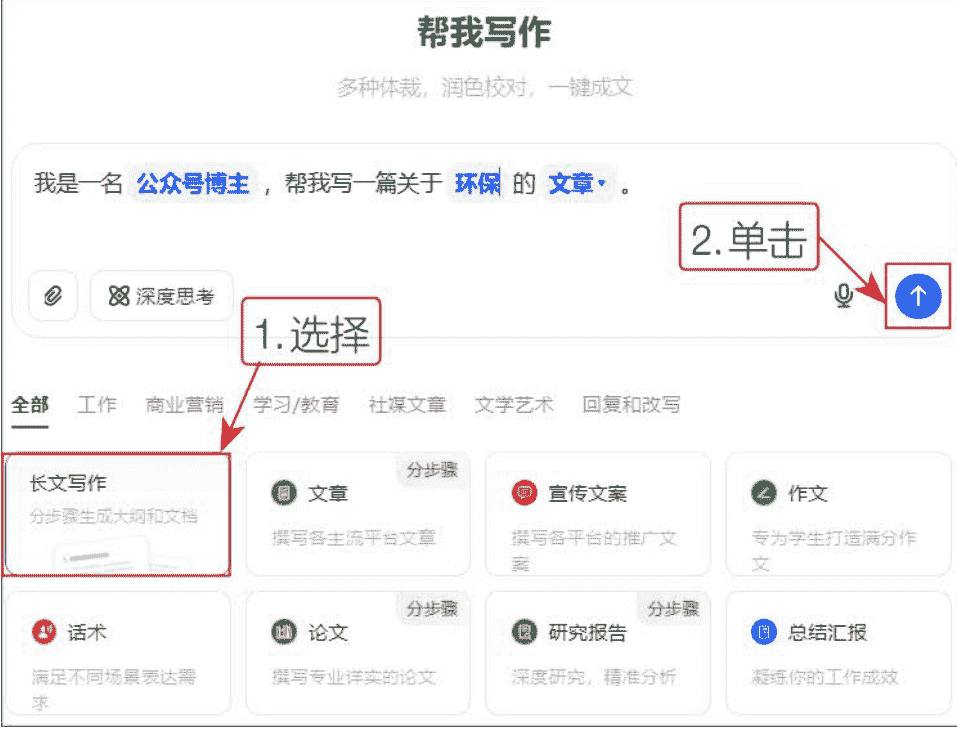 帮我写作
多种体裁，润色校对，一键成文
我是一名 公众号博主 ，帮我写一篇关于 环保 的 文章 。
2.单击
深度思考
1.选择
全部 工作 商业营销 学习/教育 社媒文章 文学艺术 回复和改写
长文写作
分步骤生成大纲和文档
分步骤
文章
撰写各主流平台文章
宣传文案
撰写各平台的推广文
案
作文
专为学生打造满分作
文
话术
满足不同场景表达需
求
分步骤
论文
撰写专业详实的论文
分步骤
研究报告
深度研究，精准分析
总结汇报
凝练你的工作成效